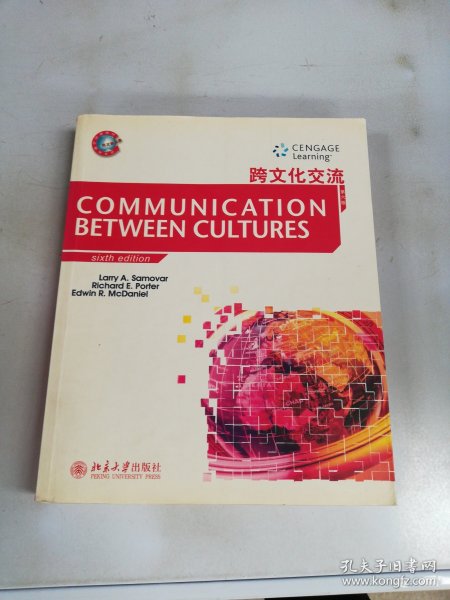 CENGAGE
Learning™
跨文化交流
COMMUNICATION
BETWEEN CULTURES
sixth edition
Larry A. Samovar
Richard E. Porter
Edwin R. McDaniel
北京大学出版社
PEKING UNIVERSITY PRESS
孔夫子旧书网
www.kongfz.com